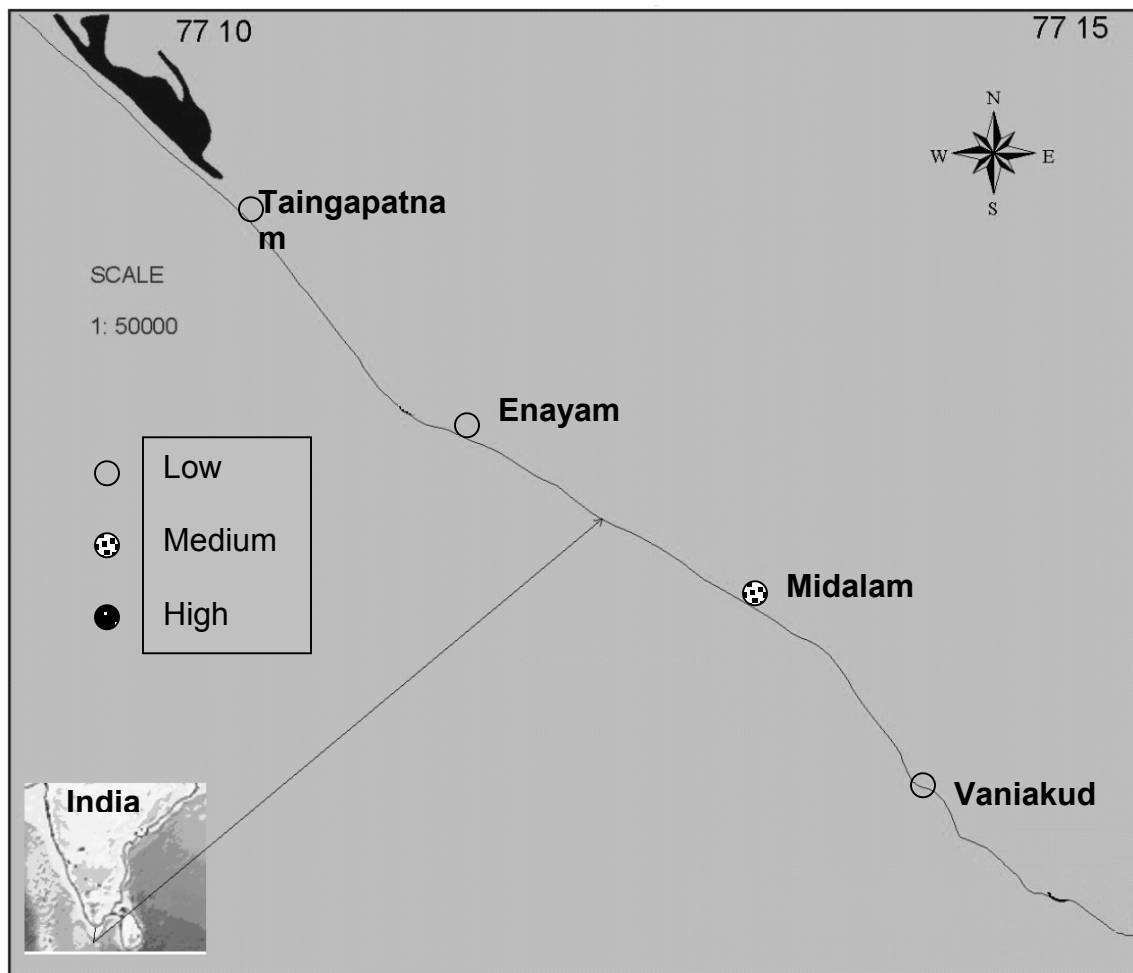 77 10
77 15
N
W
E
S
Taingapatna
m
SCALE
1: 50000
Enayam
Low
Medium
High
Midalam
India
Vaniakud